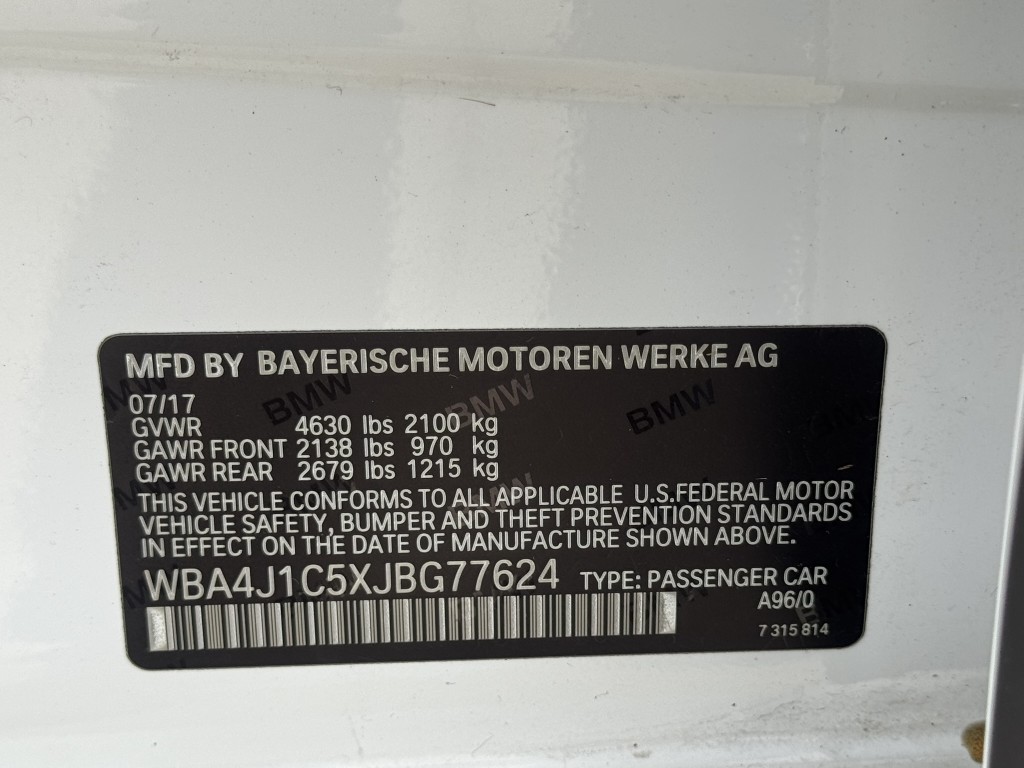 MFD BY BAYERISCHE MOTOREN WERKE AG
07/17
GVWR 4630 lbs 2100 kg
GAWR FRONT 2138 lbs 970 kg
GAWR REAR 2679 lbs 1215 kg
THIS VEHICLE CONFORMS TO ALL APPLICABLE U.S.FEDERAL MOTOR
VEHICLE SAFETY, BUMPER AND THEFT PREVENTION STANDARDS
IN EFFECT ON THE DATE OF MANUFACTURE SHOWN ABOVE.
WBA4J1C5XJBG77624 TYPE: PASSENGER CAR
A96/0
7 315 814
BMW BMW BMW